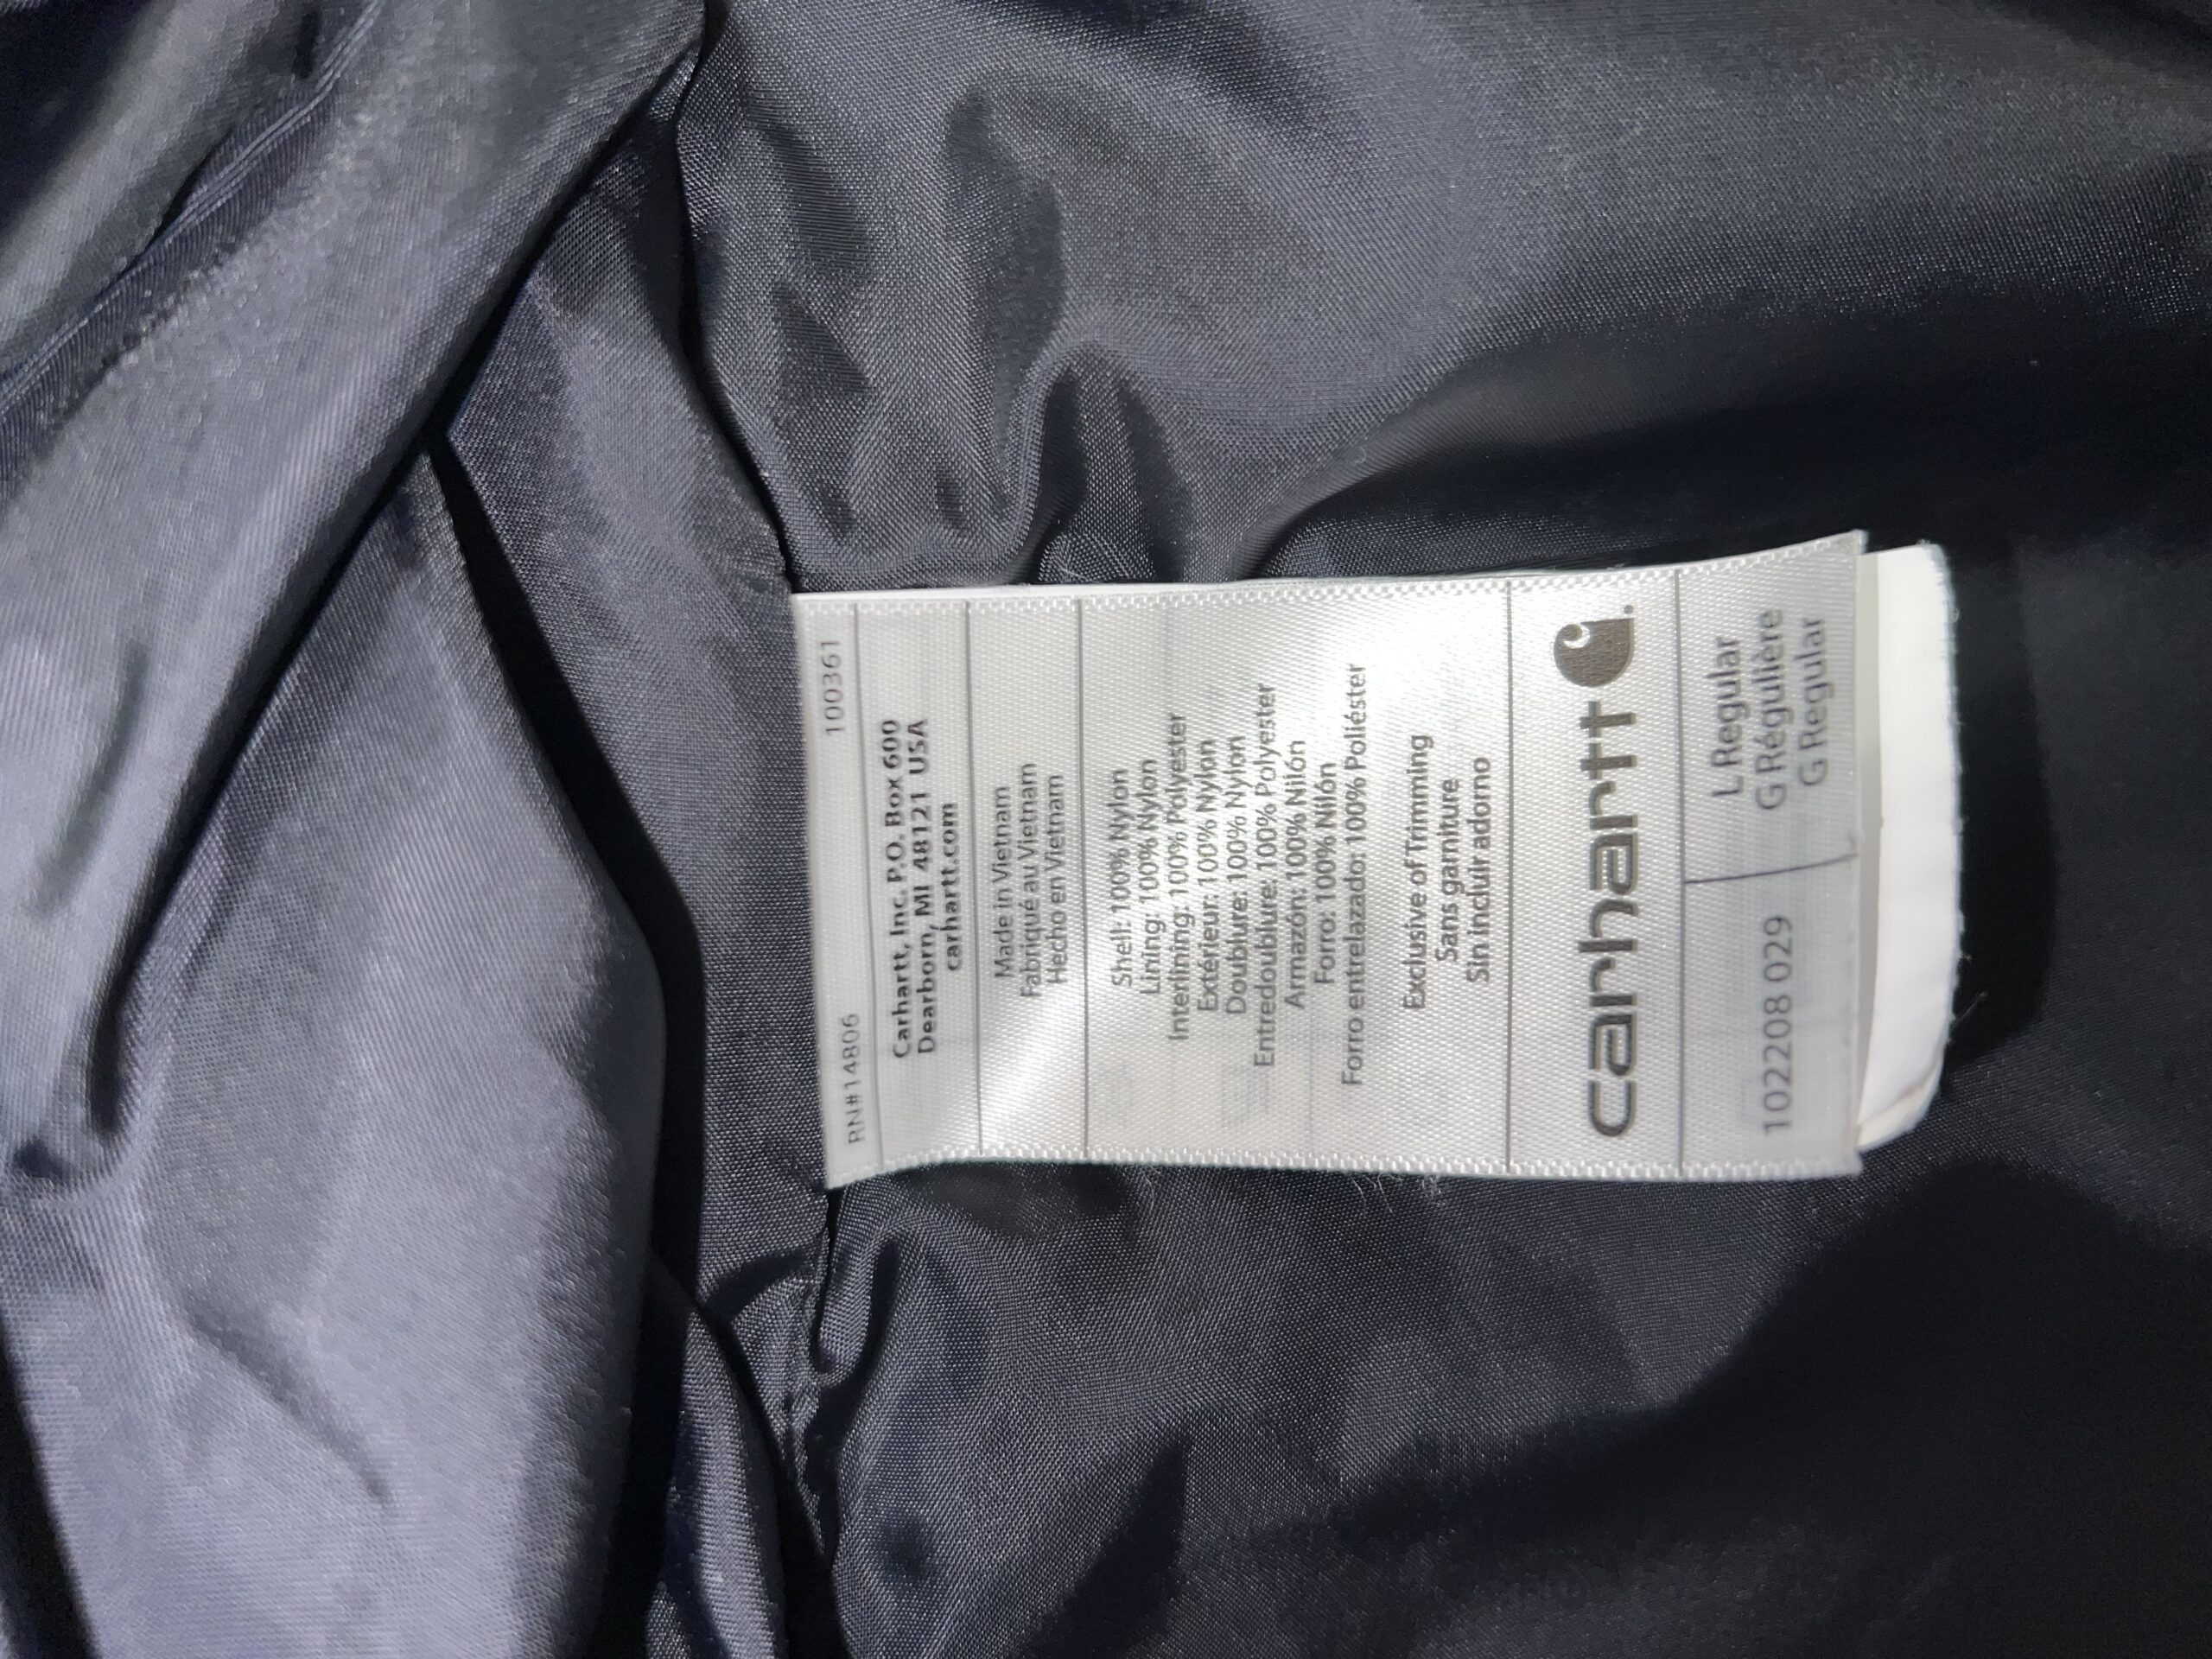 102208 029
L Regular
G Régulière
G Regular
carhartt
Exclusive of Trimming
Sans garniture
Sin incluir adorno
Shell: 100% Nylon
Lining: 100% Nylon
Interlining: 100% Polyester
Extérieur: 100% Nylon
Doublure: 100% Nylon
Entredoublure: 100% Polyester
Armazón: 100% Nilón
Forro: 100% Nilón
Forro entrelazado: 100% Poliéster
Made in Vietnam
Fabriqué au Vietnam
Hecho en Vietnam
Carhartt, Inc. P.O. Box 600
Dearborn, MI 48121 USA
carhartt.com
RN#14806 100361